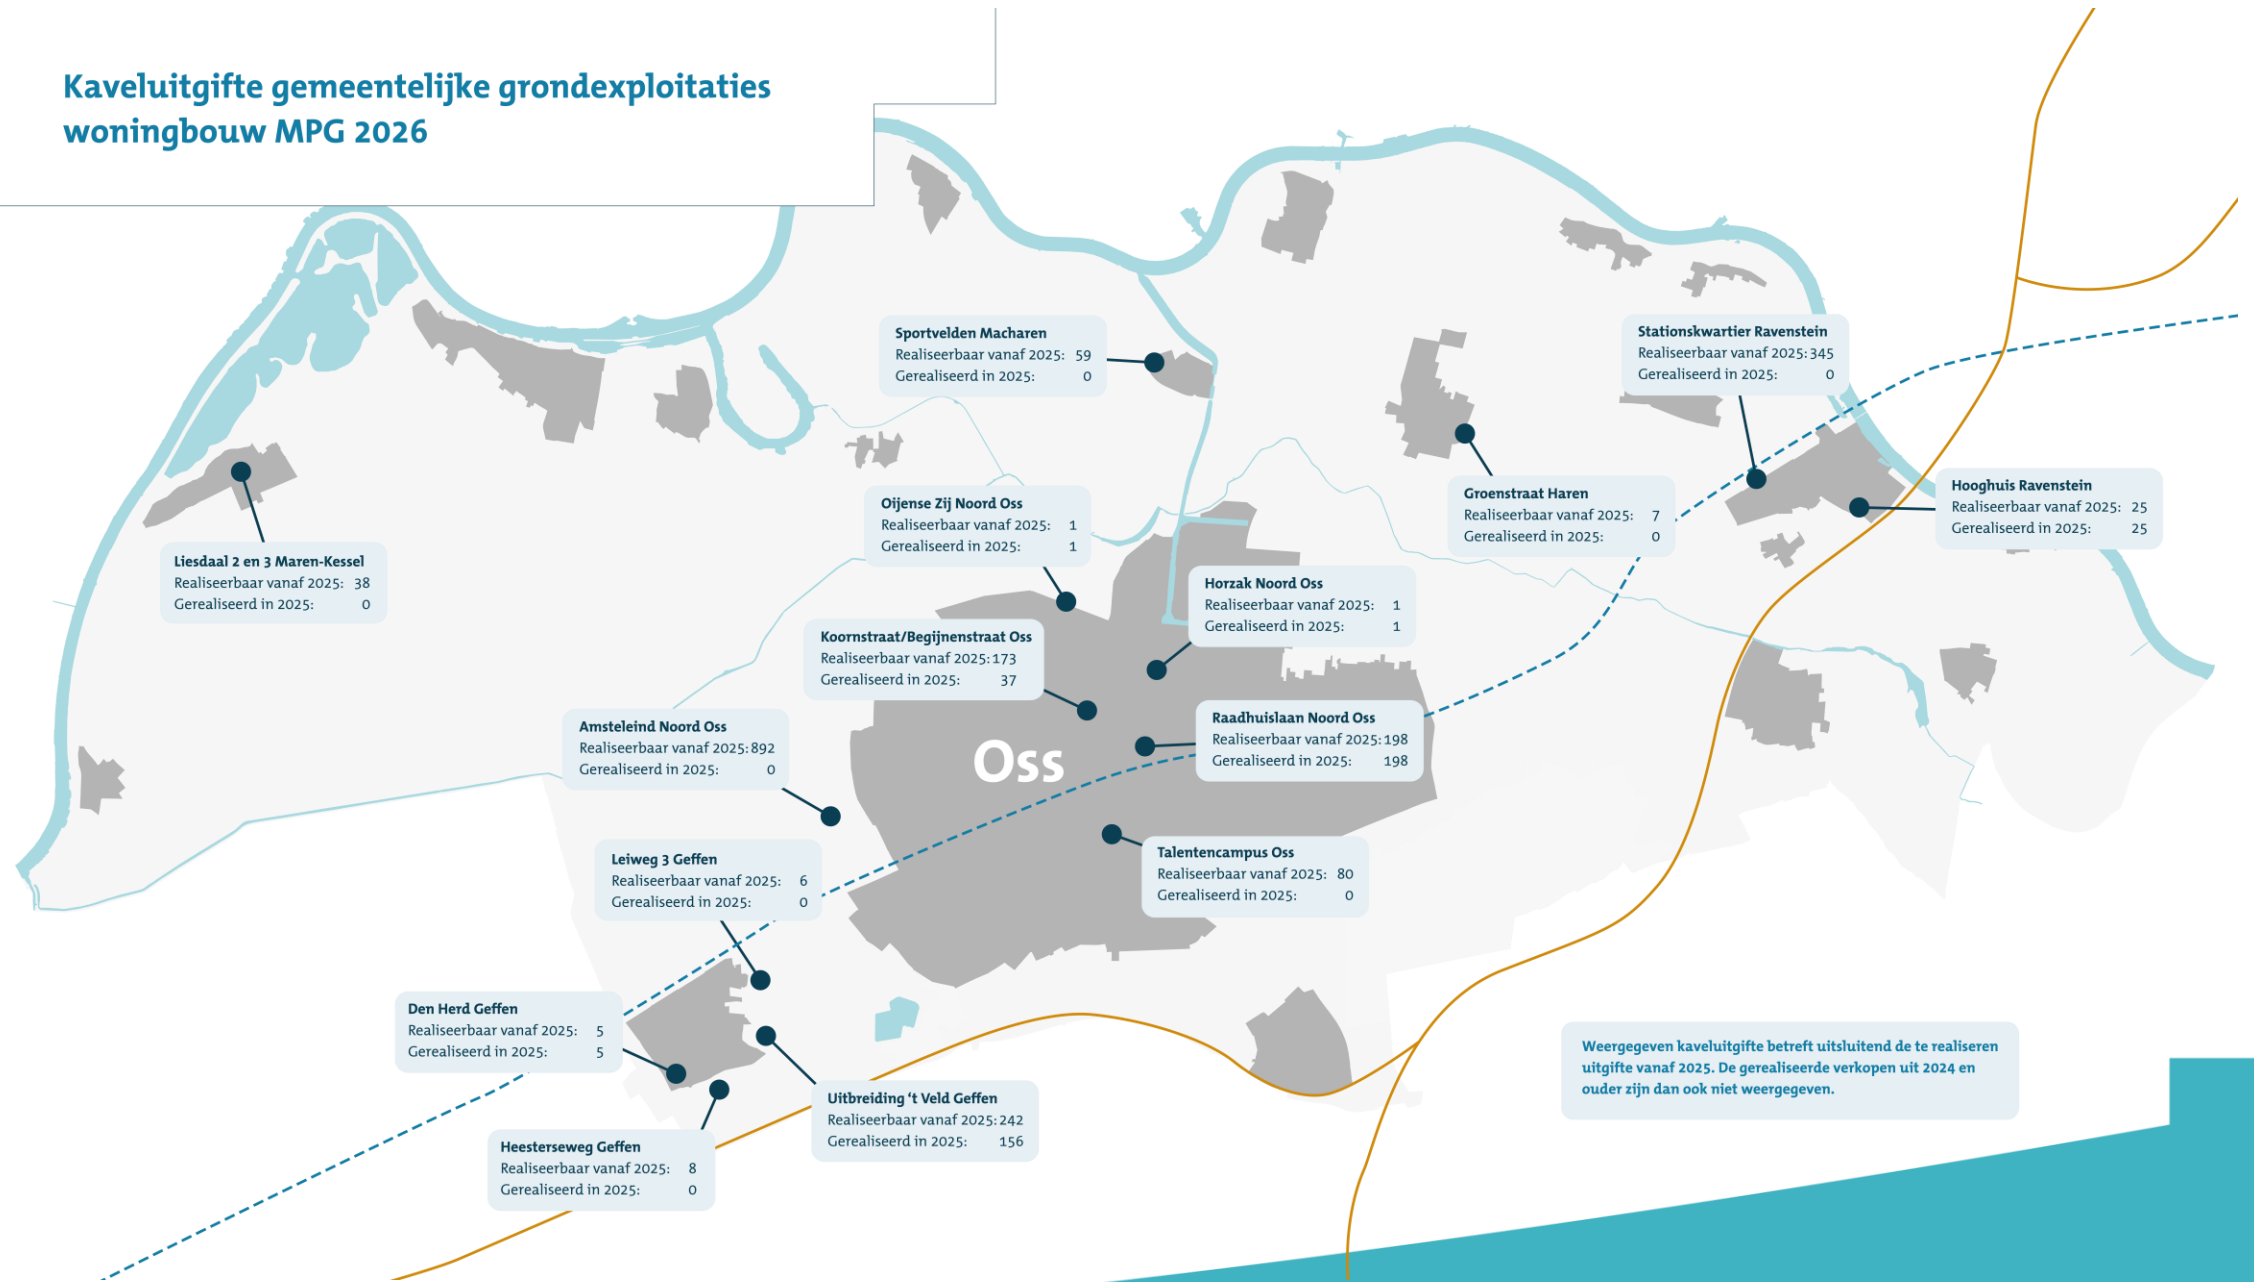 Kaveluitgifte gemeentelijke grondexploitaties
woningbouw MPG 2026
Sportvelden Macharen
Realiseerbaar vanaf 2025: 59
Gerealiseerd in 2025: 0
Stationskwartier Ravenstein
Realiseerbaar vanaf 2025: 345
Gerealiseerd in 2025: 0
Hooghuis Ravenstein
Realiseerbaar vanaf 2025: 25
Gerealiseerd in 2025: 25
Groenstraat Haren
Realiseerbaar vanaf 2025: 7
Gerealiseerd in 2025: 0
Oijense Zij Noord Oss
Realiseerbaar vanaf 2025: 1
Gerealiseerd in 2025: 1
Liesdaal 2 en 3 Maren-Kessel
Realiseerbaar vanaf 2025: 38
Gerealiseerd in 2025: 0
Horzak Noord Oss
Realiseerbaar vanaf 2025: 1
Gerealiseerd in 2025: 1
Koornstraat/Begijnenstraat Oss
Realiseerbaar vanaf 2025: 173
Gerealiseerd in 2025: 37
Raadhuislaan Noord Oss
Realiseerbaar vanaf 2025: 198
Gerealiseerd in 2025: 198
Amsteleind Noord Oss
Realiseerbaar vanaf 2025: 892
Gerealiseerd in 2025: 0
Oss
Leiweg 3 Geffen
Realiseerbaar vanaf 2025: 6
Gerealiseerd in 2025: 0
Talentencampus Oss
Realiseerbaar vanaf 2025: 80
Gerealiseerd in 2025: 0
Den Herd Geffen
Realiseerbaar vanaf 2025: 5
Gerealiseerd in 2025: 5
Uitbreiding ‘t Veld Geffen
Realiseerbaar vanaf 2025: 242
Gerealiseerd in 2025: 156
Heesterseweg Geffen
Realiseerbaar vanaf 2025: 8
Gerealiseerd in 2025: 0
Weergegeven kaveluitgifte betreft uitsluitend de te realiseren
uitgifte vanaf 2025. De gerealiseerde verkopen uit 2024 en
ouder zijn dan ook niet weergegeven.